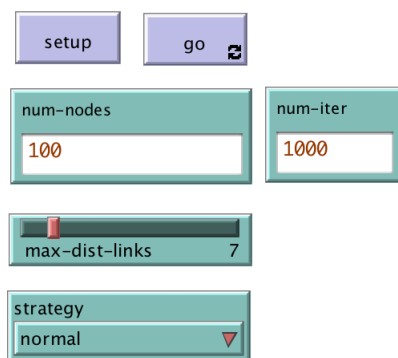 setup
go
num-nodes
100
num-iter
1000
max-dist-links 7
strategy
normal